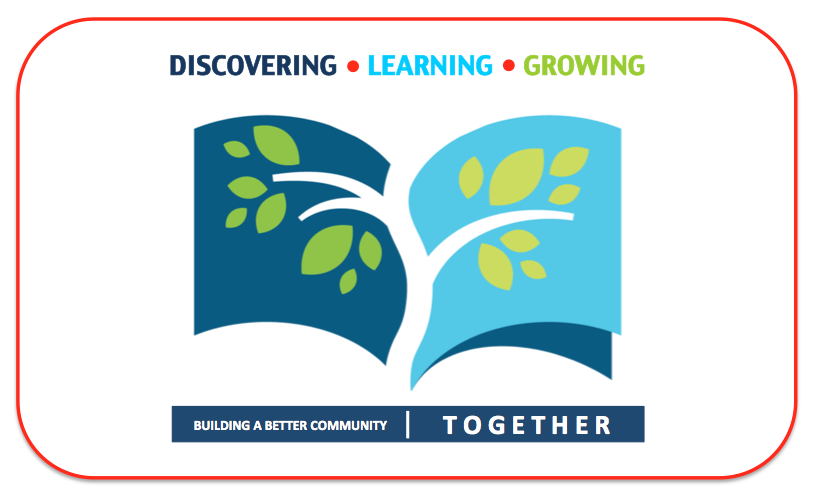 DISCOVERING • LEARNING • GROWING
BUILDING A BETTER COMMUNITY | TOGETHER